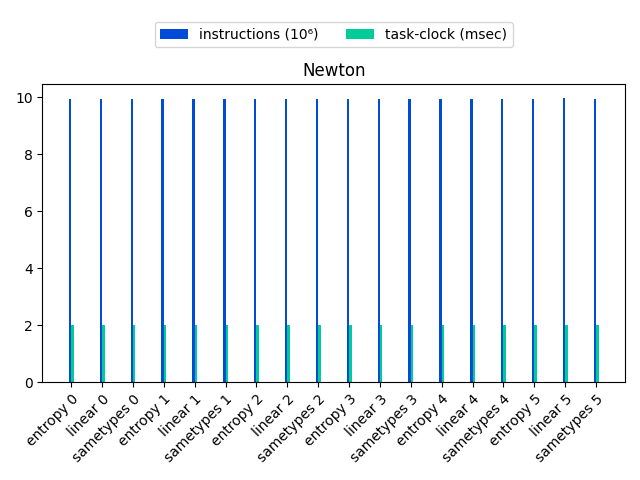 instructions (10⁶) task-clock (msec)
Newton
10
8
6
4
2
0
entropy 0
linear 0
sametypes 0
entropy 1
linear 1
sametypes 1
entropy 2
linear 2
sametypes 2
entropy 3
linear 3
sametypes 3
entropy 4
linear 4
sametypes 4
entropy 5
linear 5
sametypes 5